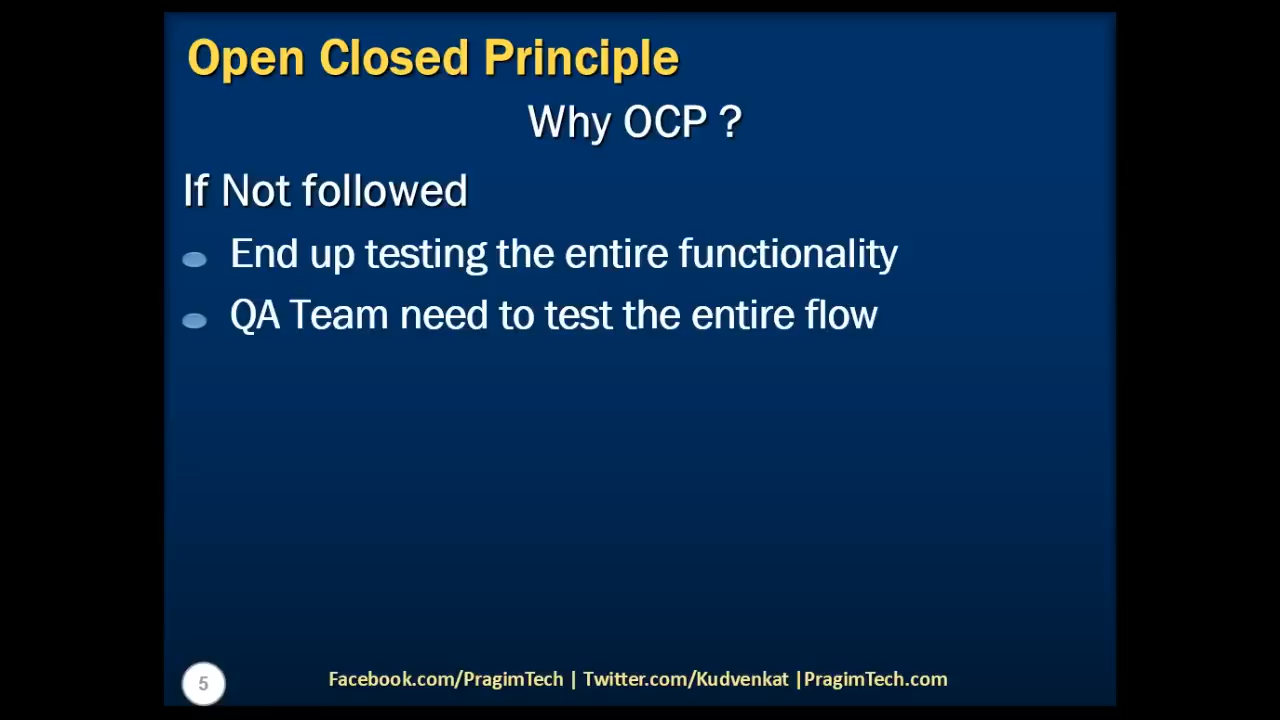 Open Closed Principle
Why OCP ?
If Not followed
End up testing the entire functionality
QA Team need to test the entire flow
5
Facebook.com/PragimTech | Twitter.com/Kudvenkat |PragimTech.com